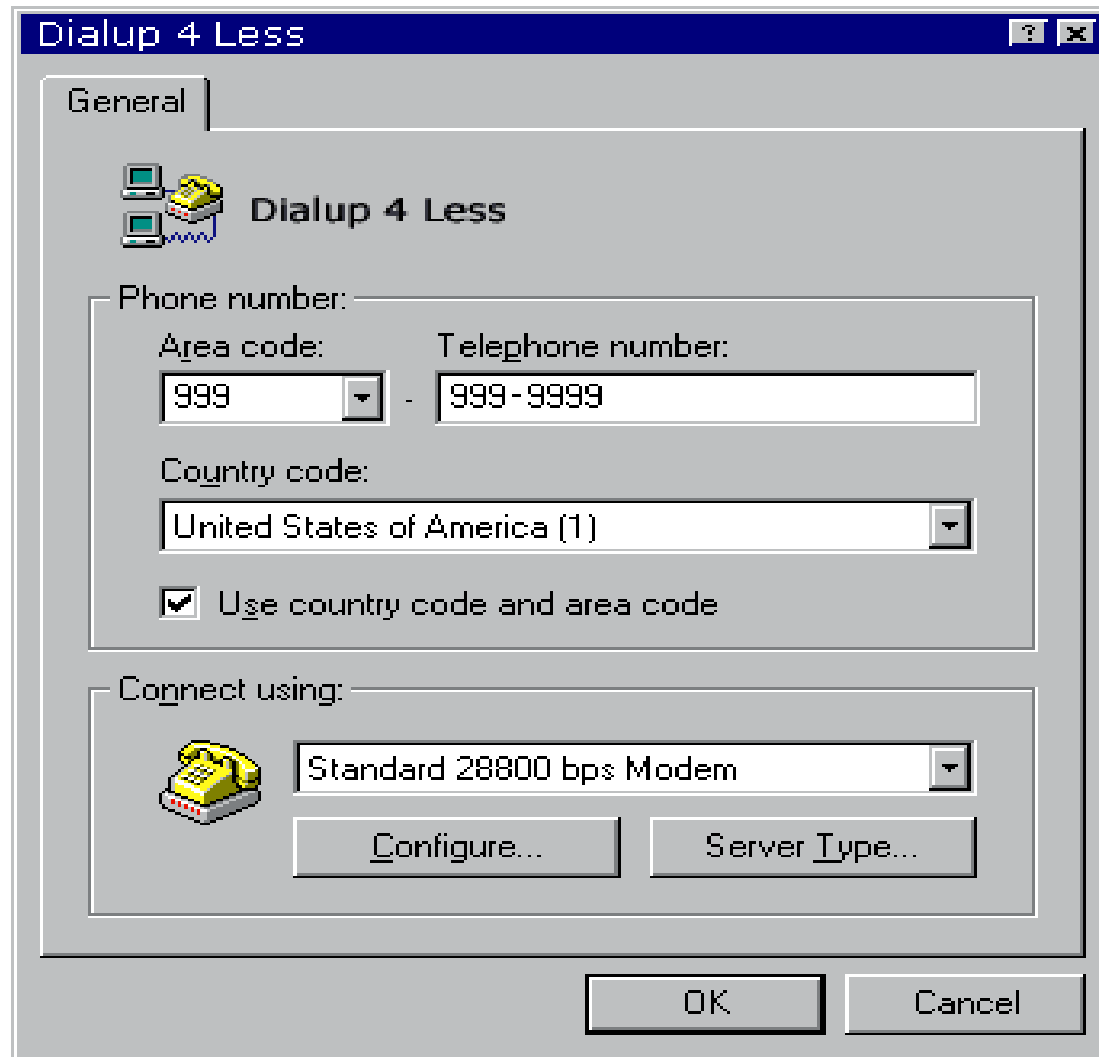 Dialup 4 Less
General
Dialup 4 Less
Phone number:
Area code: Telephone number:
999 - 999-9999
Country code:
United States of America (1)
Use country code and area code
Connect using:
Standard 28800 bps Modem
Configure... Server Type...
OK Cancel